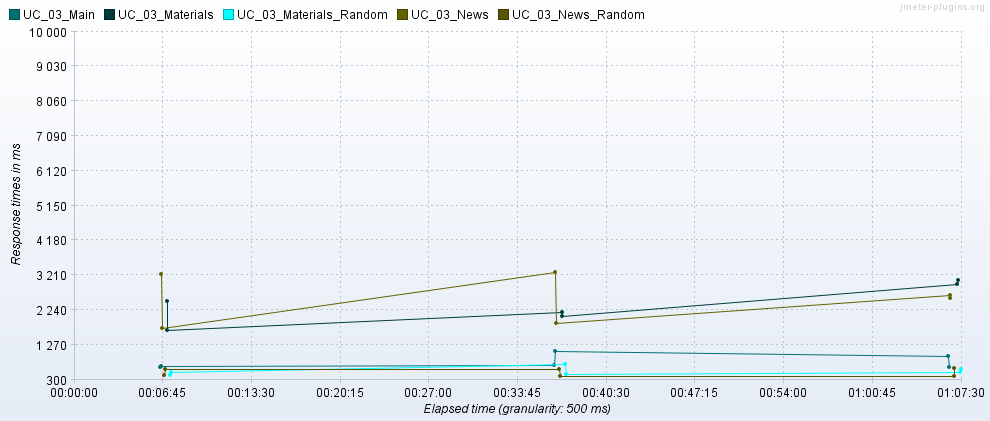 UC_03_Main UC_03_Materials UC_03_Materials_Random UC_03_News UC_03_News_Random
jmeter-plugins.org
10 000
9 030
8 060
7 090
6 120
5 150
4 180
3 210
2 240
1 270
300
Response times in ms
00:00:00 00:06:45 00:13:30 00:20:15 00:27:00 00:33:45 00:40:30 00:47:15 00:54:00 01:00:45 01:07:30
Elapsed time (granularity: 500 ms)